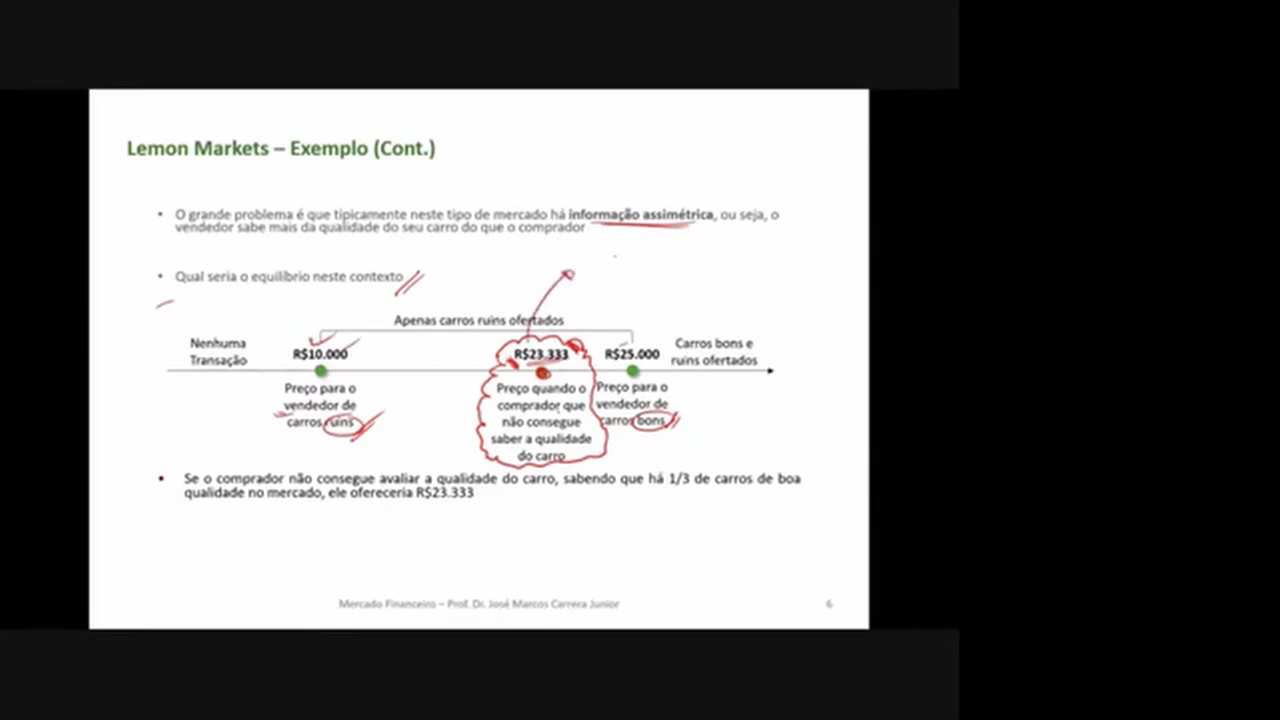 Lemon Markets – Exemplo (Cont.)
• O grande problema é que tipicamente neste tipo de mercado há informação assimétrica, ou seja, o
vendedor sabe mais da qualidade do seu carro do que o comprador
• Qual seria o equilíbrio neste contexto
Apenas carros ruins ofertados
Nenhuma
Transação
R$10.000
Preço para o
vendedor de
carros ruins
R$23.333
Preço quando o
comprador que
não consegue
saber a qualidade
do carro
R$25.000
Preço para o
vendedor de
carros bons
Carros bons e
ruins ofertados
• Se o comprador não consegue avaliar a qualidade do carro, sabendo que há 1/3 de carros de boa
qualidade no mercado, ele ofereceria R$23.333
Mercado Financeiro – Prof. Dr. José Marcos Carrera Junior
6